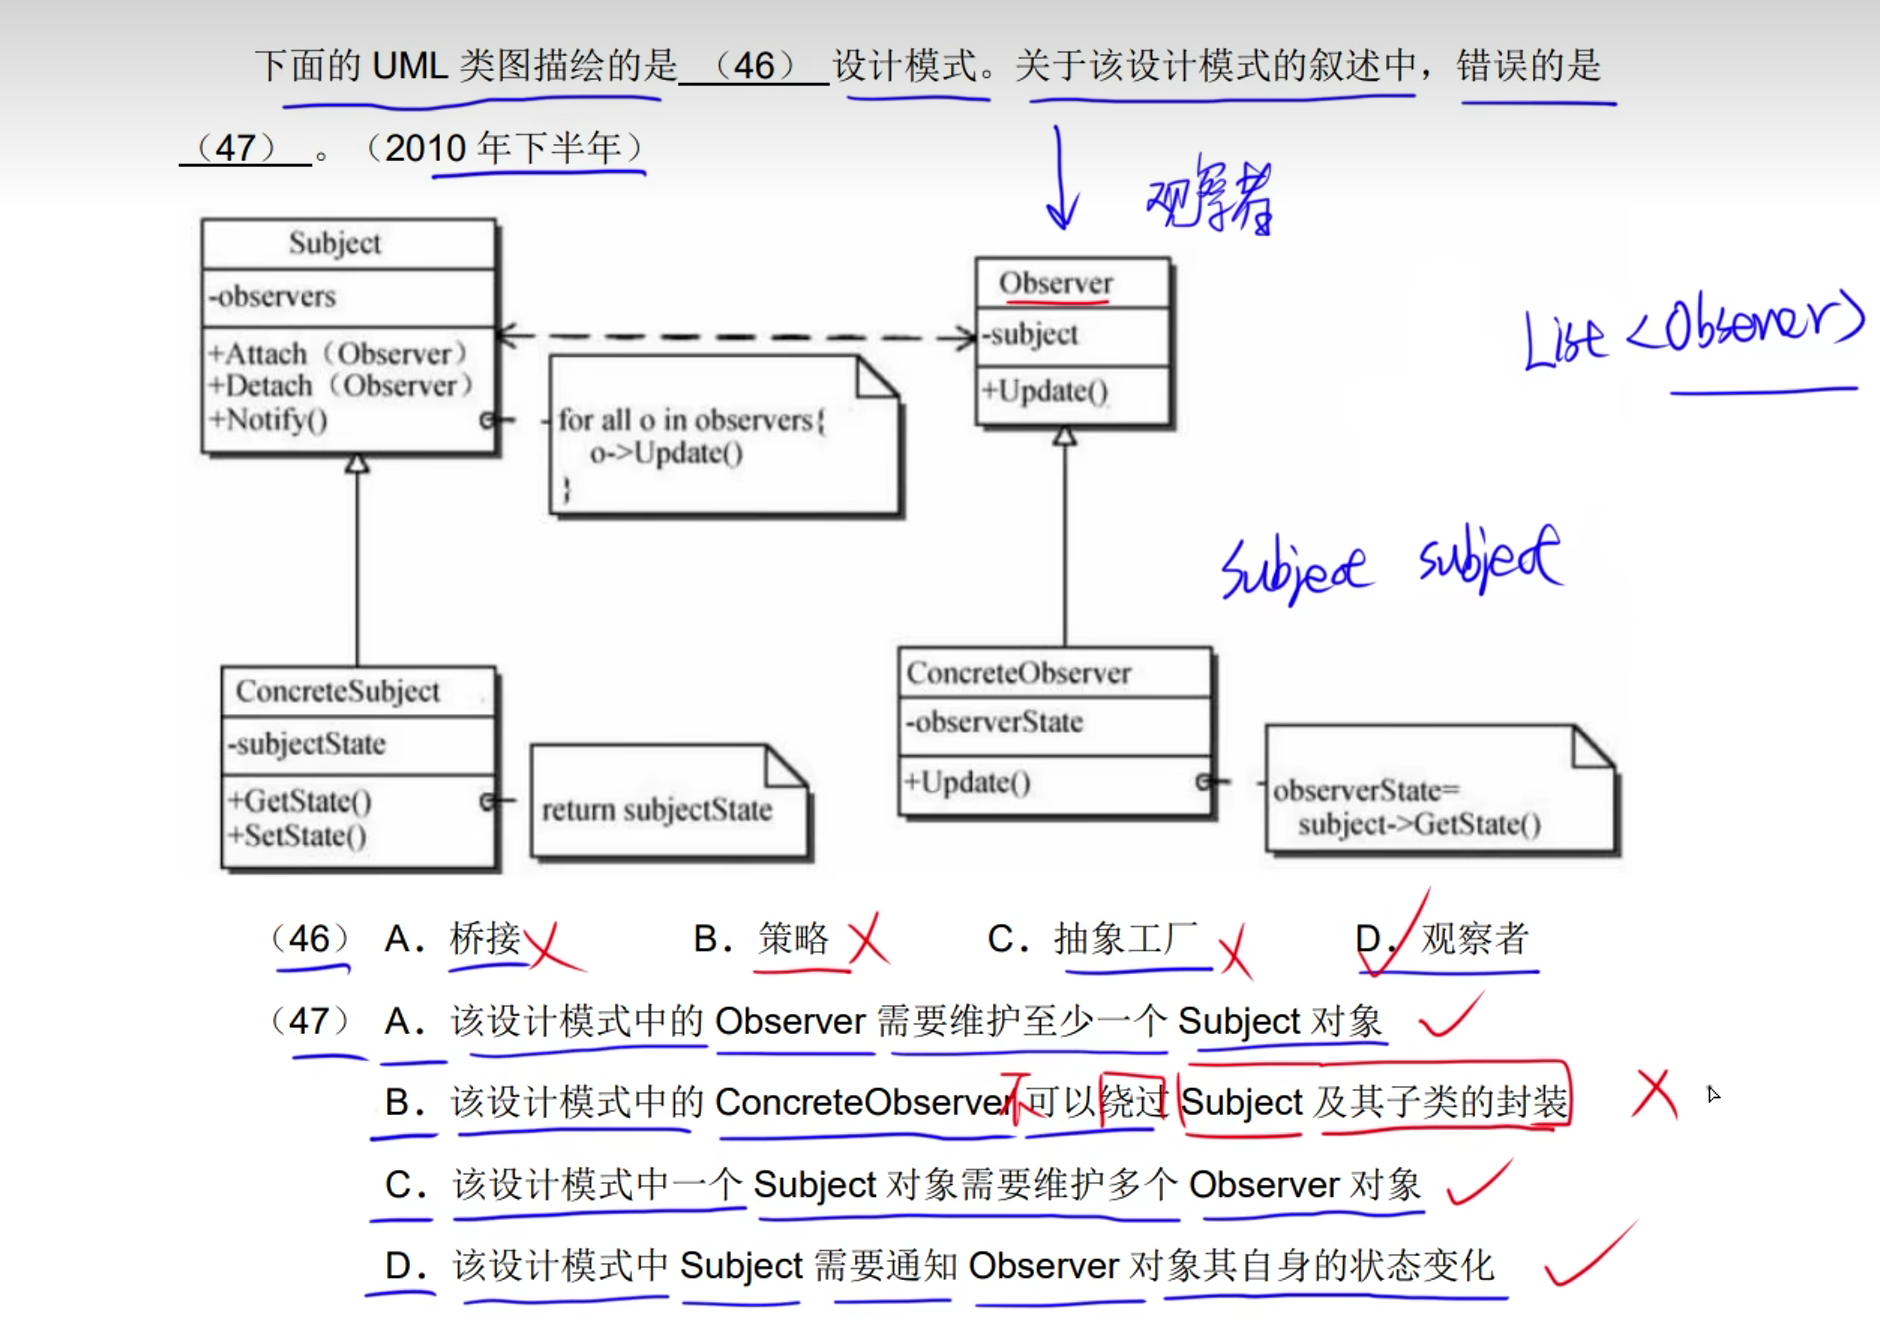 下面的 UML 类图描绘的是 （46） 设计模式。关于该设计模式的叙述中，错误的是
（47） 。（2010 年下半年）
观察者
Subject
-observers
+Attach（Observer）
+Detach（Observer）
+Notify()
for all o in observers{
o->Update()
}
Observer
-subject
+Update()
List <Observer>
Subject subject
ConcreteSubject
-subjectState
+GetState()
+SetState()
return subjectState
ConcreteObserver
-observerState
+Update()
observerState=
subject->GetState()
（46） A． 桥接 B． 策略 C． 抽象工厂 D． 观察者
（47） A． 该设计模式中的 Observer 需要维护至少一个 Subject 对象
B． 该设计模式中的 ConcreteObserver 不可以绕过 Subject 及其子类的封装
C． 该设计模式中一个 Subject 对象需要维护多个 Observer 对象
D． 该设计模式中 Subject 需要通知 Observer 对象其自身的状态变化